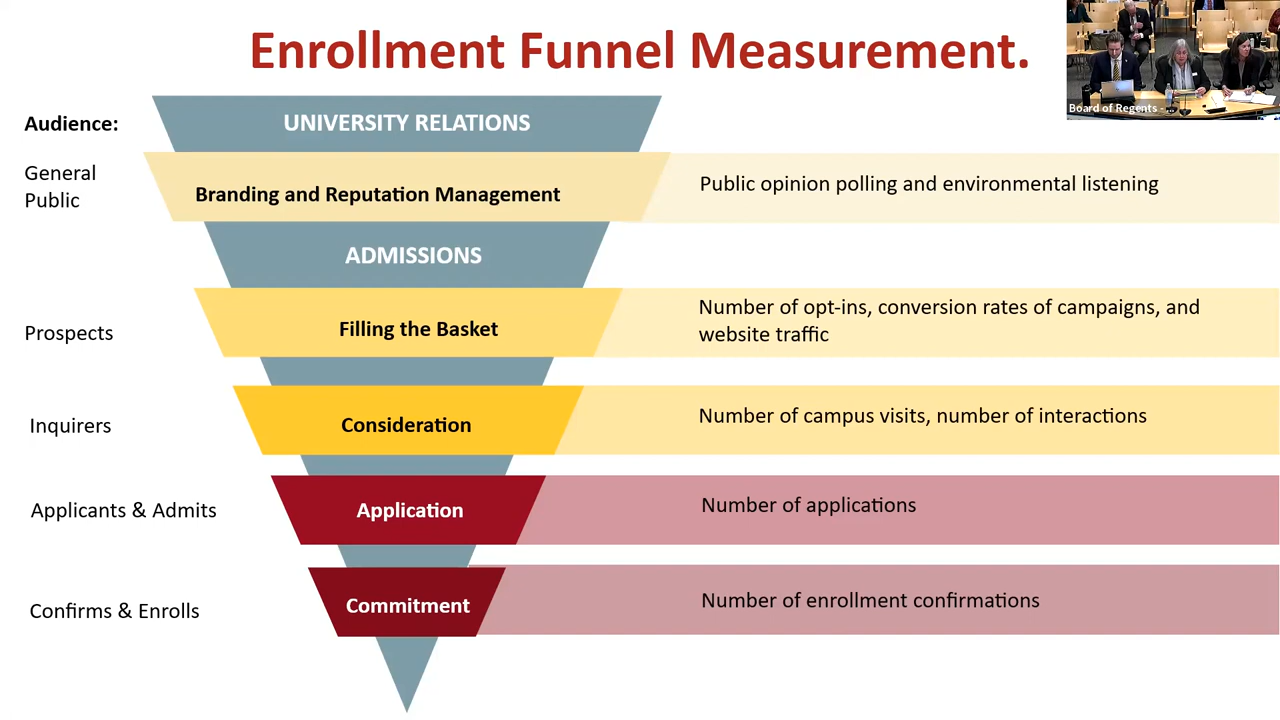 Enrollment Funnel Measurement.
Board of Regents -
Audience:
UNIVERSITY RELATIONS
General
Public
Branding and Reputation Management
Public opinion polling and environmental listening
ADMISSIONS
Prospects
Filling the Basket
Number of opt-ins, conversion rates of campaigns, and
website traffic
Inquirers
Consideration
Number of campus visits, number of interactions
Applicants & Admits
Application
Number of applications
Confirms & Enrolls
Commitment
Number of enrollment confirmations